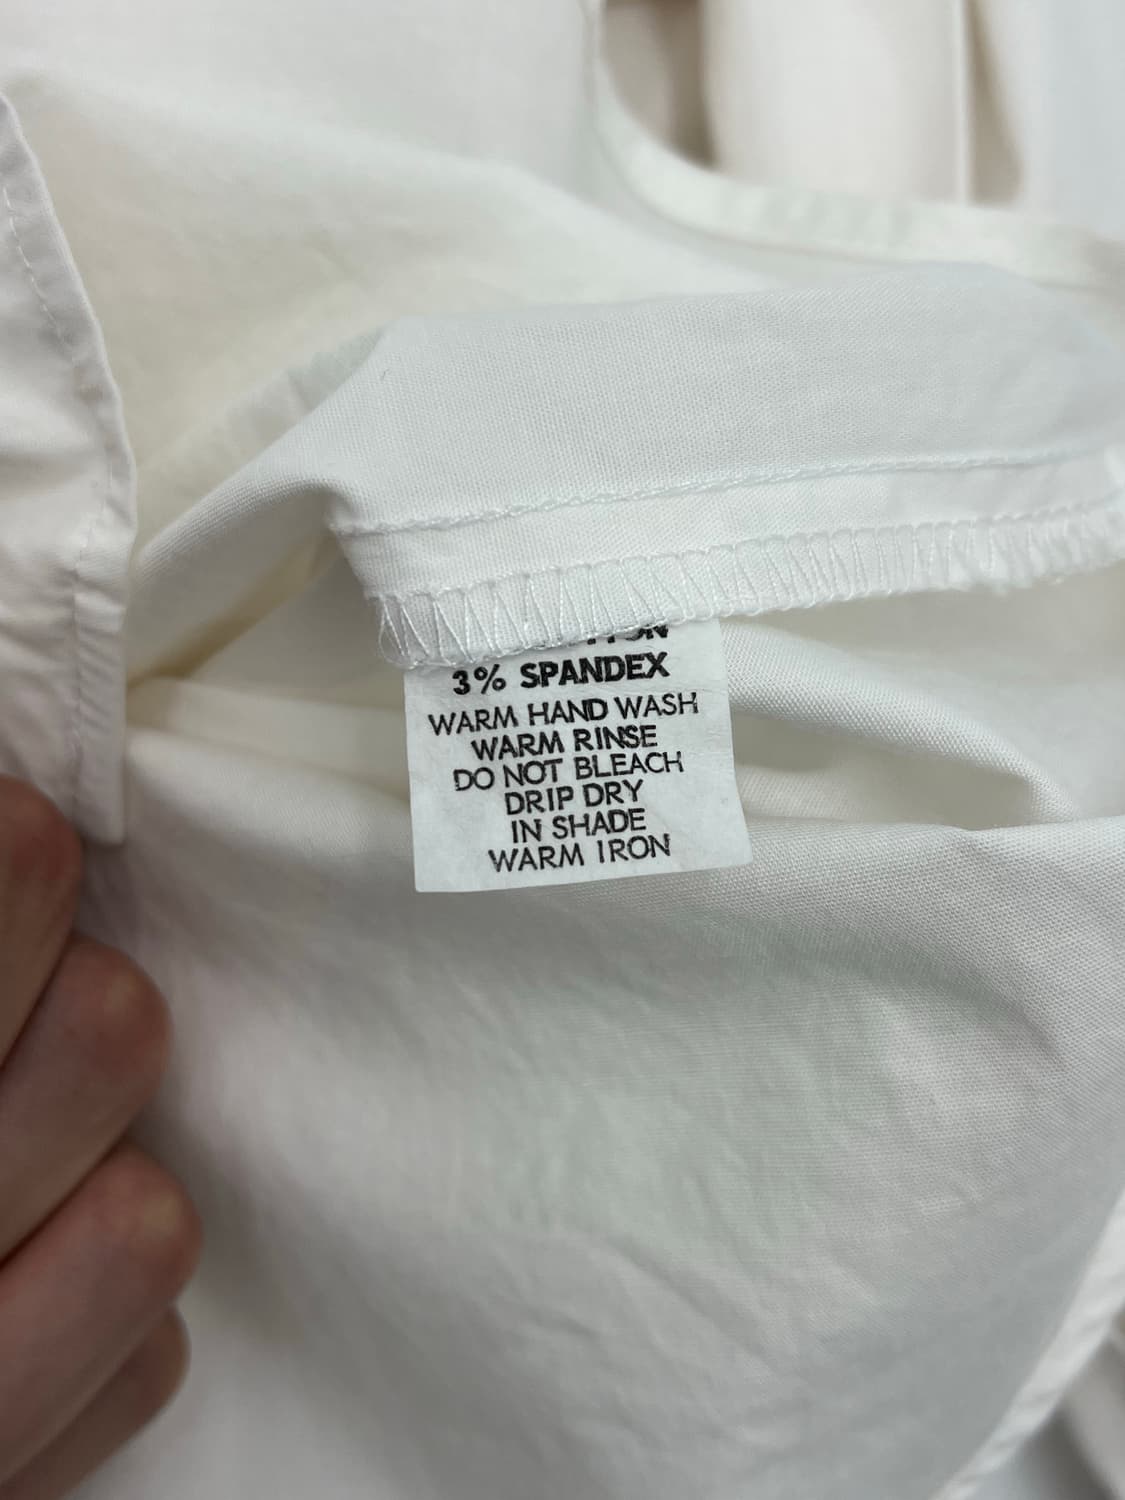 3% SPANDEX
WARM HAND WASH
WARM RINSE
DO NOT BLEACH
DRIP DRY
IN SHADE
WARM IRON